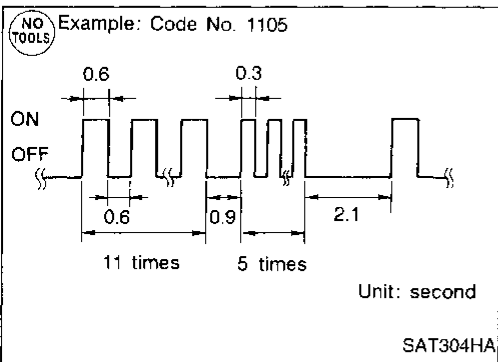 NO TOOLS
Example: Code No. 1105
0.6 0.3
ON
OFF
0.6 0.9 2.1
11 times 5 times
Unit: second
SAT304HA